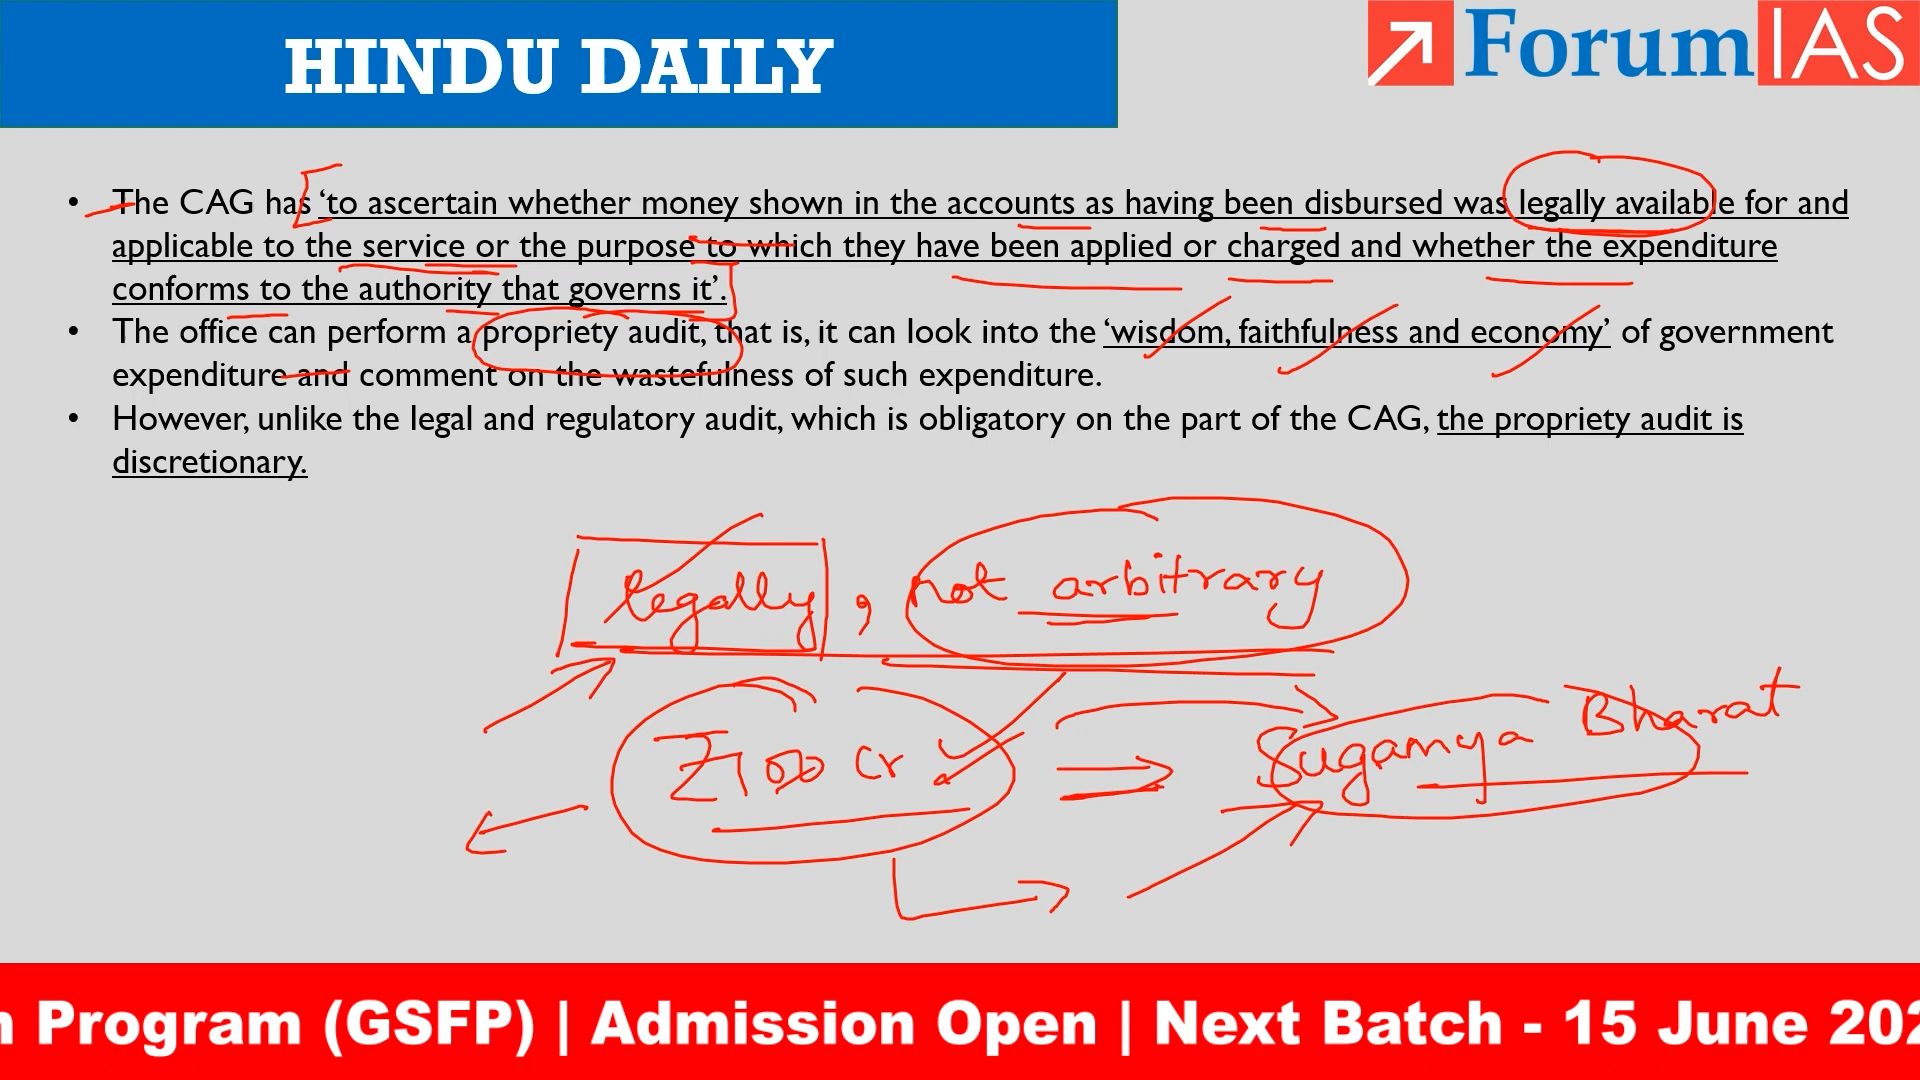 HINDU DAILY
Forum IAS
• The CAG has ‘to ascertain whether money shown in the accounts as having been disbursed was legally available for and
applicable to the service or the purpose to which they have been applied or charged and whether the expenditure
conforms to the authority that governs it’.
• The office can perform a propriety audit, that is, it can look into the ‘wisdom, faithfulness and economy’ of government
expenditure and comment on the wastefulness of such expenditure.
• However, unlike the legal and regulatory audit, which is obligatory on the part of the CAG, the propriety audit is
discretionary.
legally, not arbitrary
₹100 Cr ⇒ Sugamya Bharat
Program (GSFP) | Admission Open | Next Batch - 15 June